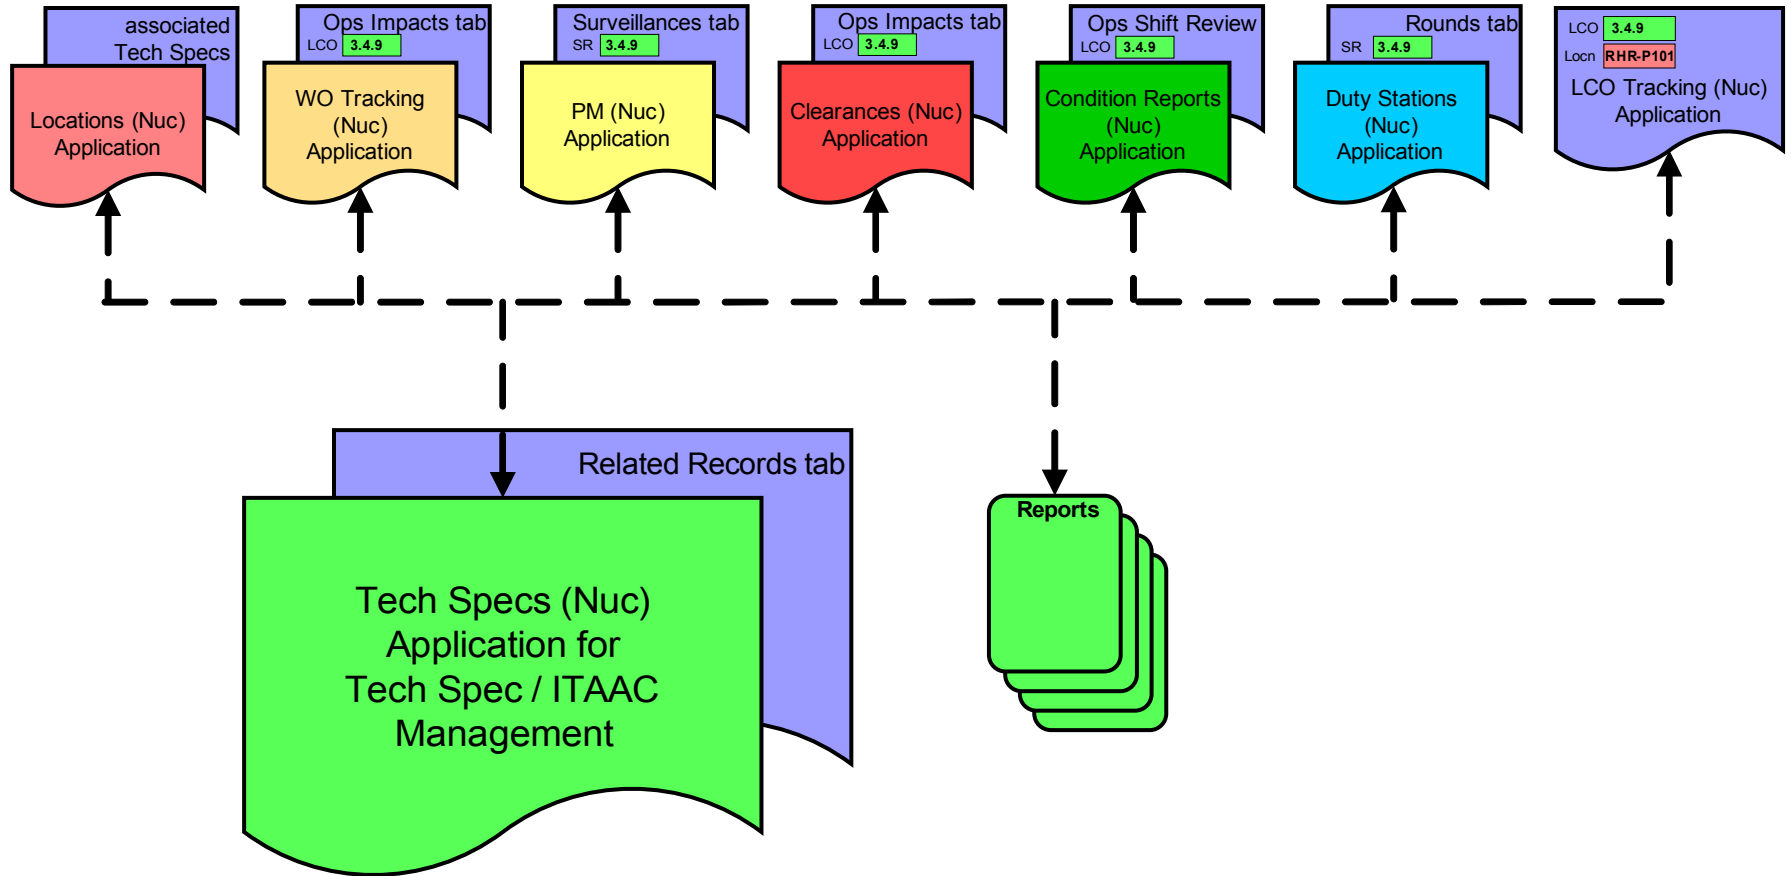 associated
Tech Specs
Locations (Nuc)
Application
Ops Impacts tab
LCO 3.4.9
WO Tracking
(Nuc)
Application
Surveillances tab
SR 3.4.9
PM (Nuc)
Application
Ops Impacts tab
LCO 3.4.9
Clearances (Nuc)
Application
Ops Shift Review
LCO 3.4.9
Condition Reports
(Nuc)
Application
Rounds tab
SR 3.4.9
Duty Stations
(Nuc)
Application
LCO 3.4.9
Locn RHR-P101
LCO Tracking (Nuc)
Application
Related Records tab
Tech Specs (Nuc)
Application for
Tech Spec / ITAAC
Management
Reports